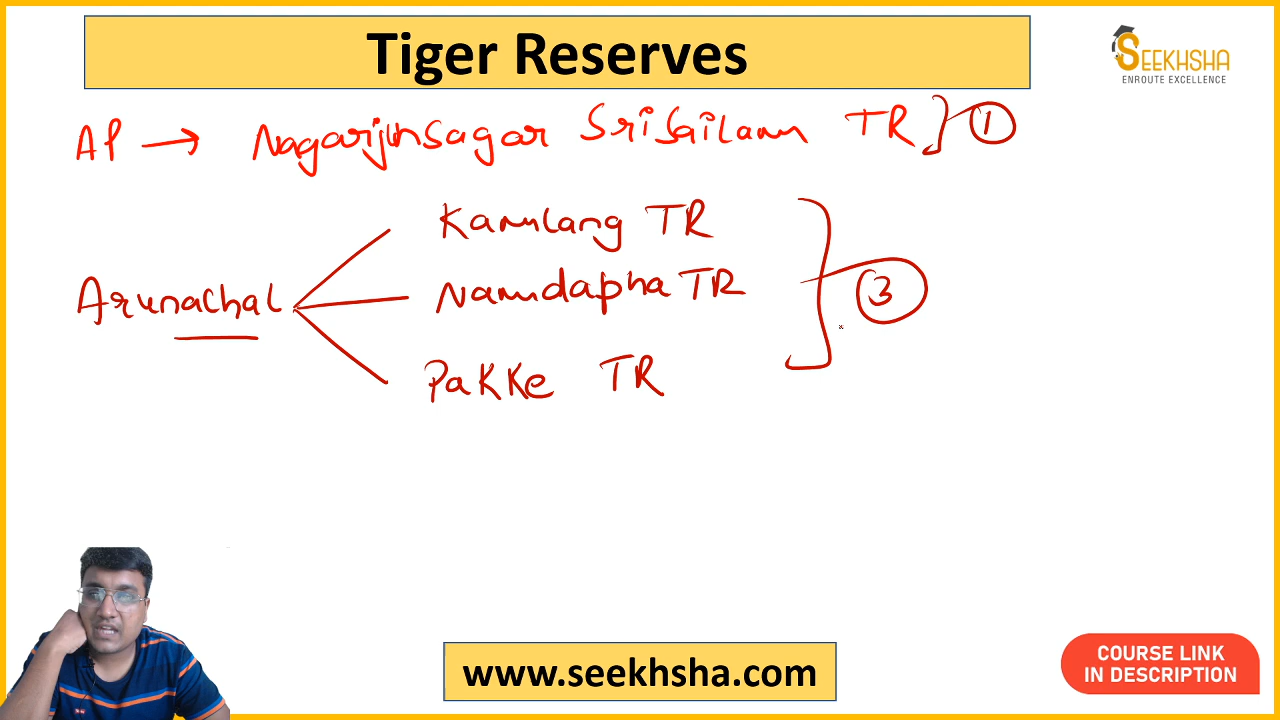 Tiger Reserves
SEEKHSHA
ENROUTE EXCELLENCE
AP → Nagarjunsagar SriSailam TR } 1
Kamlang TR
Arunachal Namdapha TR } 3
Pakke TR
www.seekhsha.com
COURSE LINK
IN DESCRIPTION